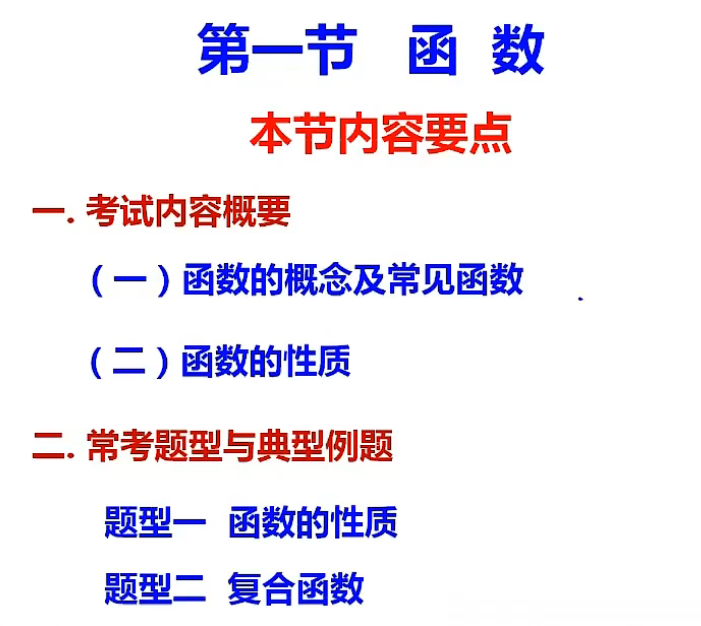 第一节 函 数
本节内容要点
一. 考试内容概要
（一）函数的概念及常见函数
（二）函数的性质
二. 常考题型与典型例题
题型一 函数的性质
题型二 复合函数